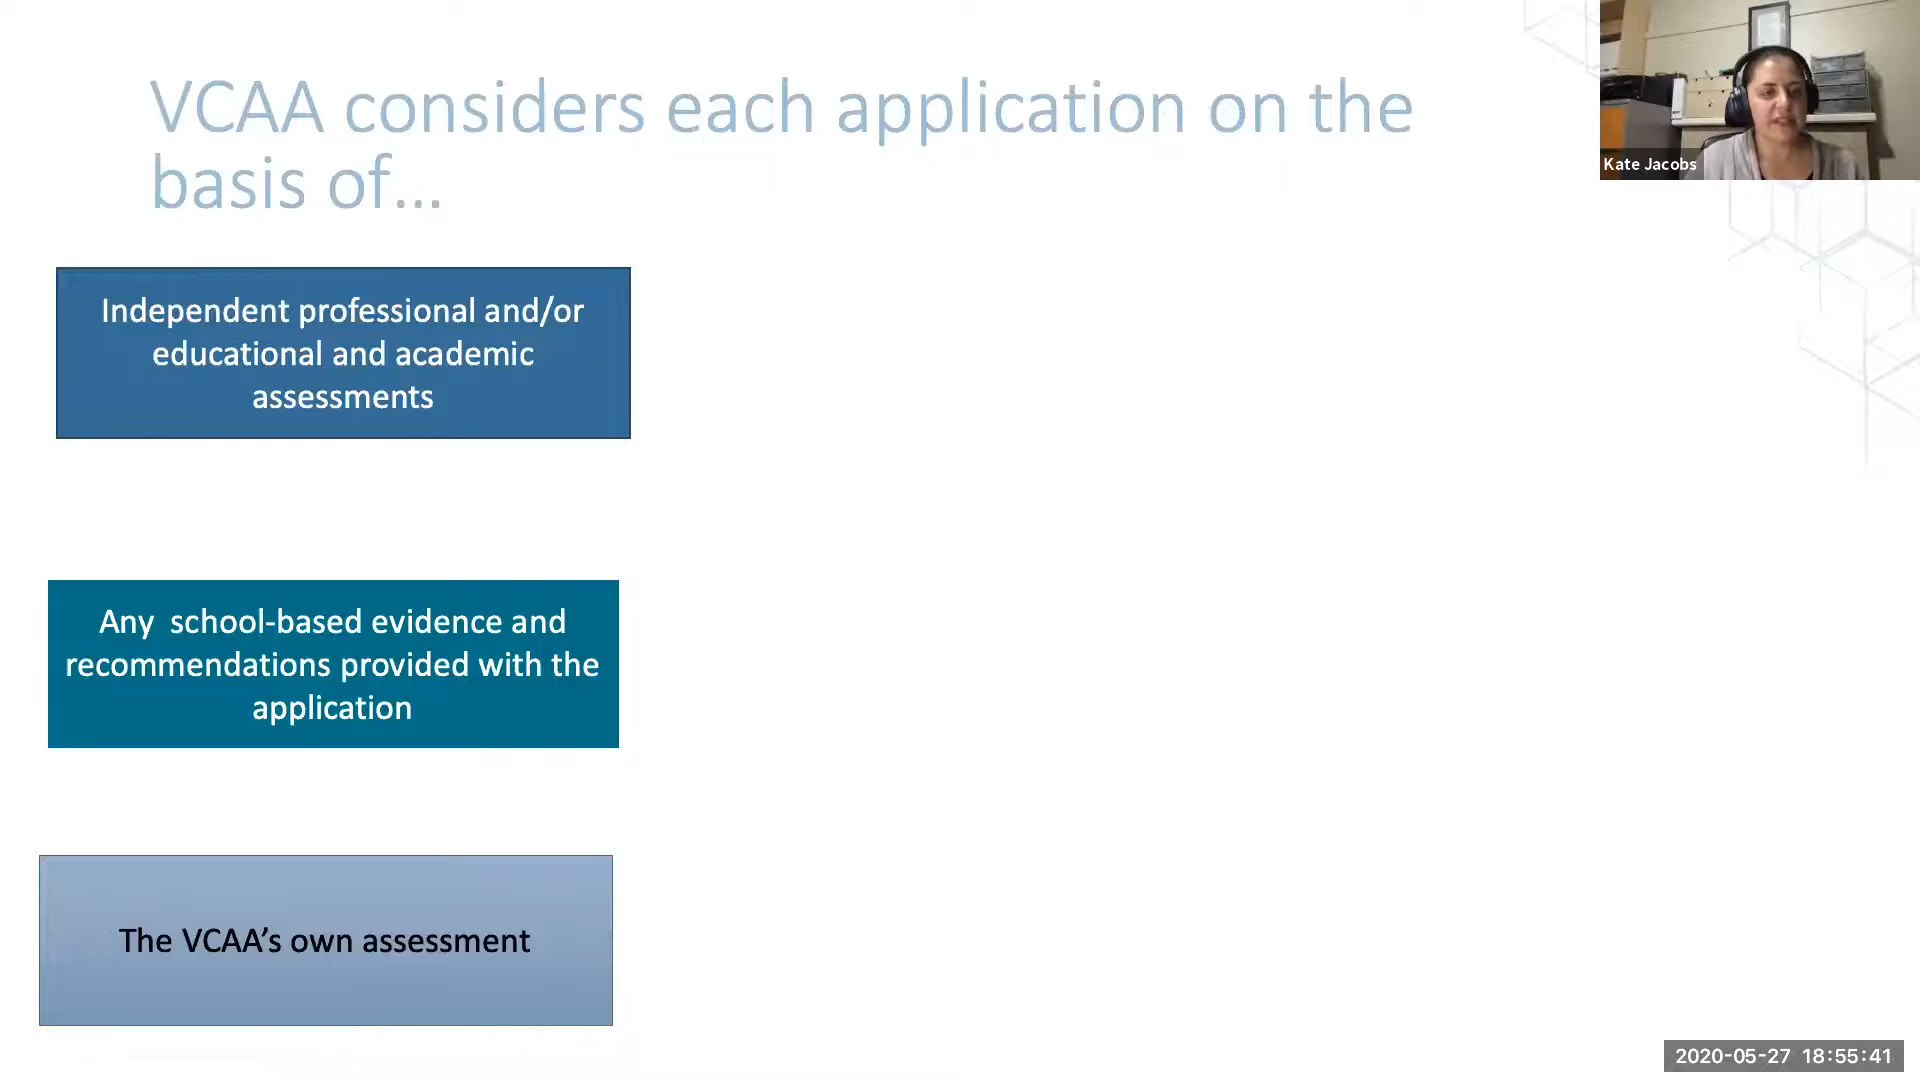 VCAA considers each application on the
basis of...
Kate Jacobs
Independent professional and/or
educational and academic
assessments
Any  school-based evidence and
recommendations provided with the
application
The VCAA’s own assessment
2020-05-27 18:55:41